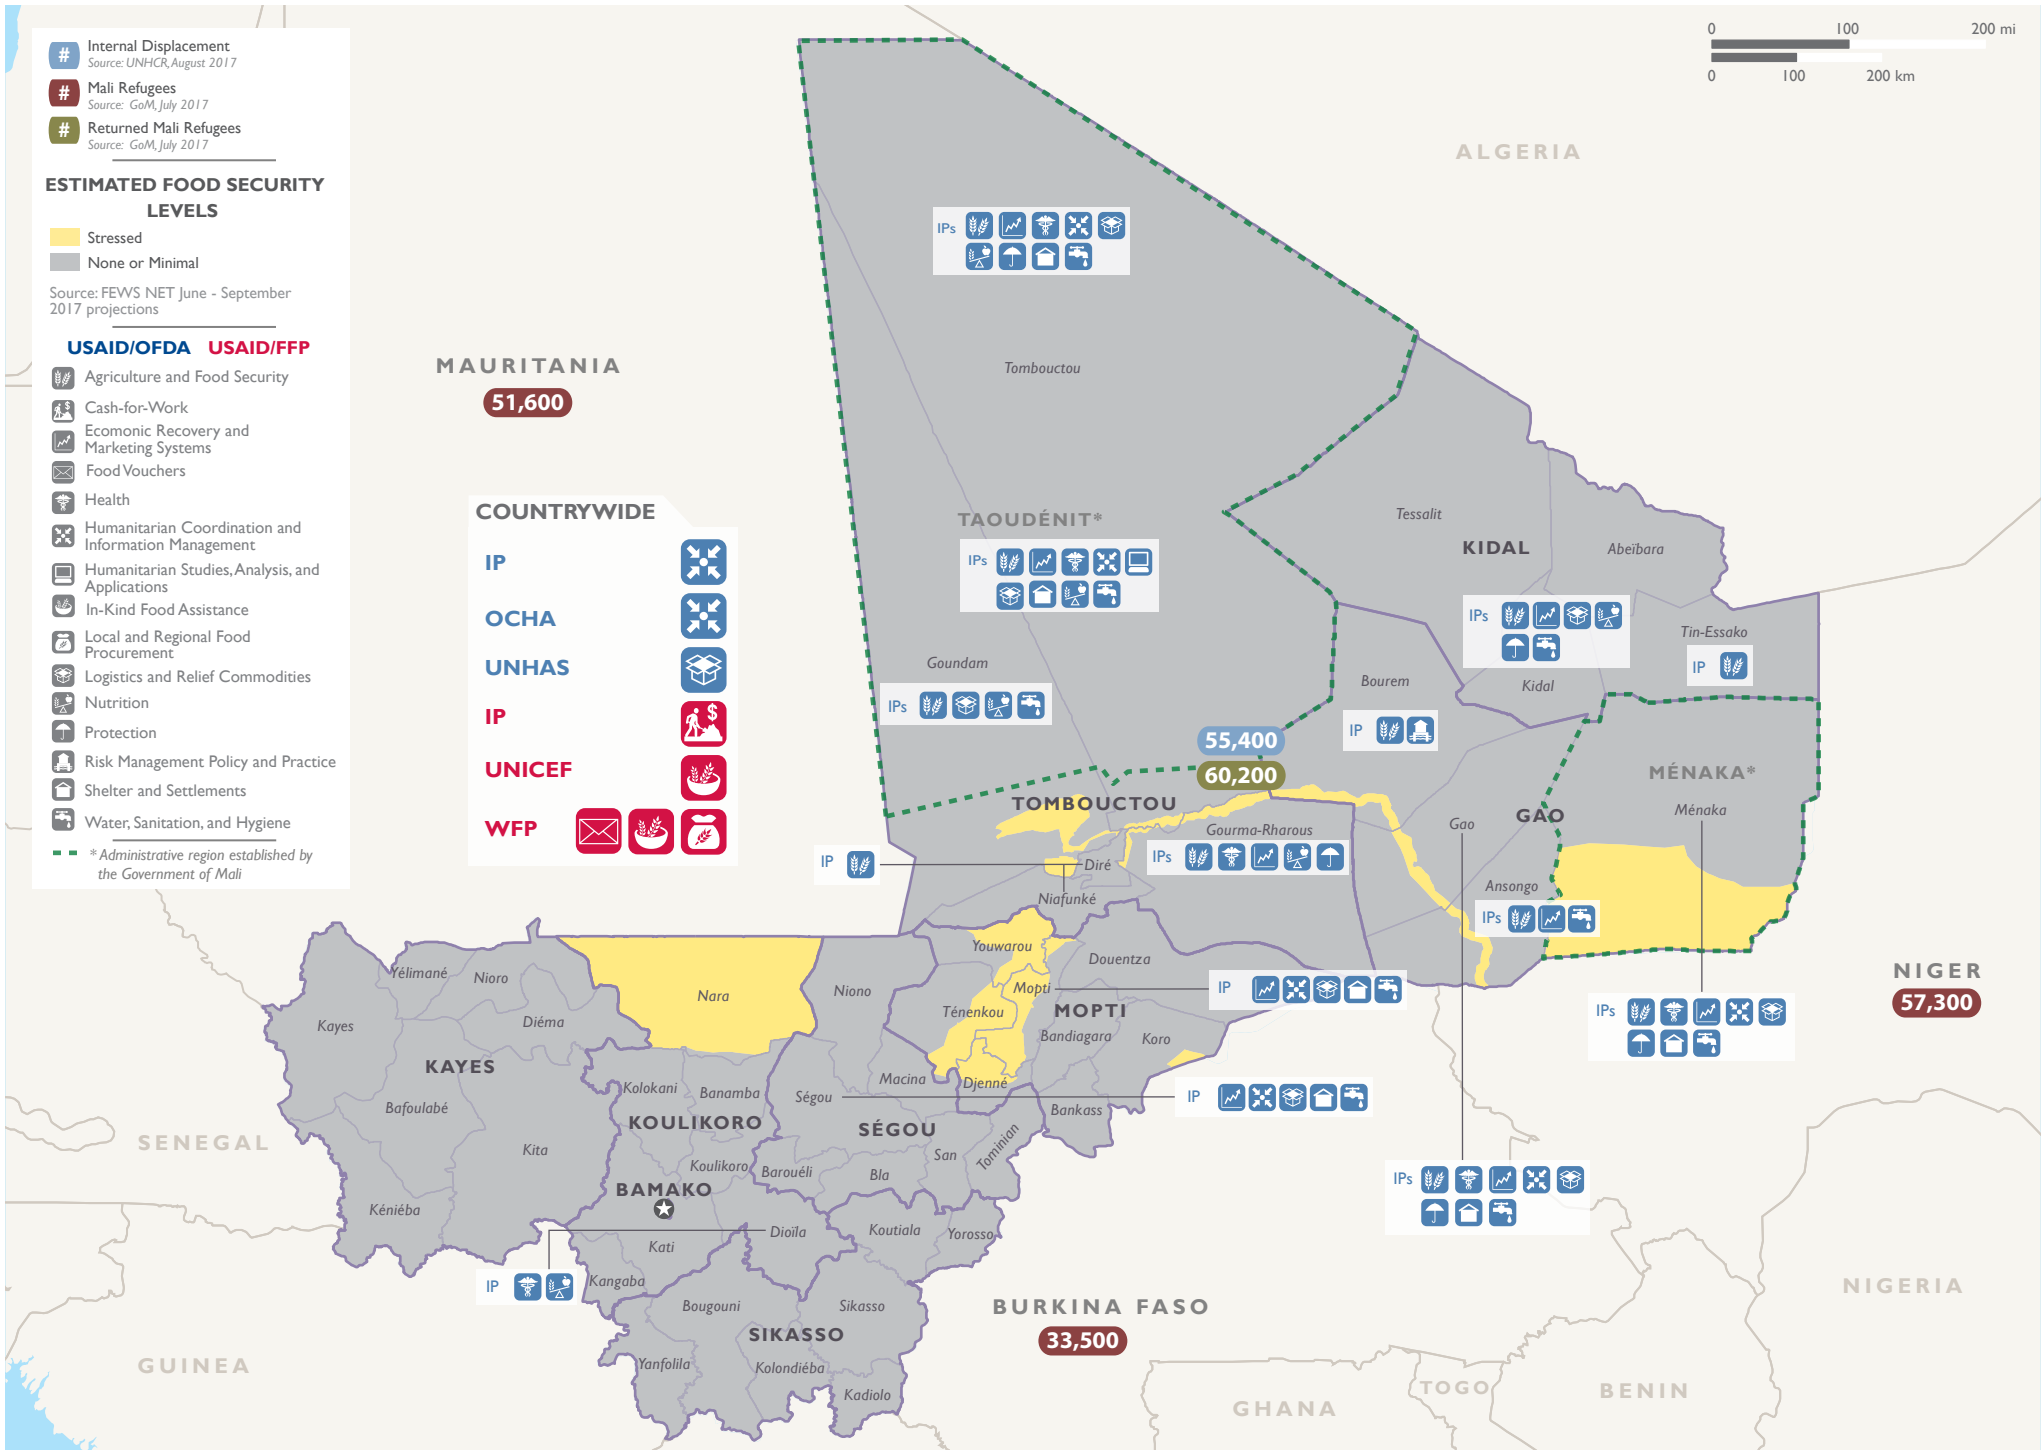 # Internal Displacement
Source: UNHCR, August 2017
# Mali Refugees
Source: GoM, July 2017
# Returned Mali Refugees
Source: GoM, July 2017
ESTIMATED FOOD SECURITY
LEVELS
Stressed
None or Minimal
Source: FEWS NET June - September
2017 projections
USAID/OFDA USAID/FFP
Agriculture and Food Security
Cash-for-Work
Ecomonic Recovery and
Marketing Systems
Food Vouchers
Health
Humanitarian Coordination and
Information Management
Humanitarian Studies, Analysis, and
Applications
In-Kind Food Assistance
Local and Regional Food
Procurement
Logistics and Relief Commodities
Nutrition
Protection
Risk Management Policy and Practice
Shelter and Settlements
Water, Sanitation, and Hygiene
* Administrative region established by
the Government of Mali
0 100 200 mi
0 100 200 km
ALGERIA
MAURITANIA
51,600
COUNTRYWIDE
IP
OCHA
UNHAS
IP
$
UNICEF
WFP
IPs
Tombouctou
TAOUDÉNIT*
IPs
Goundam
IPs
Tessalit
KIDAL
Abeïbara
IPs
Tin-Essako
IP
Kidal
Bourem
IP
55,400
60,200
MÉNAKA*
Ménaka
TOMBOUCTOU
GAO
Gao
Gourma-Rharous
IPs
IP
Diré
Niafunké
Ansongo
IPs
Youwarou
Douentza
Mopti
IP
Ténenkou
MOPTI
Bandiagara
Koro
Djenné
Bankass
NIGER
57,300
IPs
Yélimané
Nioro
Nara
Niono
Kayes
Diéma
KAYES
Bafoulabé
Kita
Kéniéba
Kolokani
Banamba
KOULIKORO
Koulikoro
Macina
Ségou
IP
SÉGOU
San
Tominian
Barouéli
Bla
BAMAKO
Dioïla
Kati
Kangaba
IP
Koutiala
Yorosso
IPs
Bougouni
Sikasso
SIKASSO
Yanfolila
Kolondiéba
Kadiolo
BURKINA FASO
33,500
SENEGAL
GUINEA
GHANA
TOGO
BENIN
NIGERIA